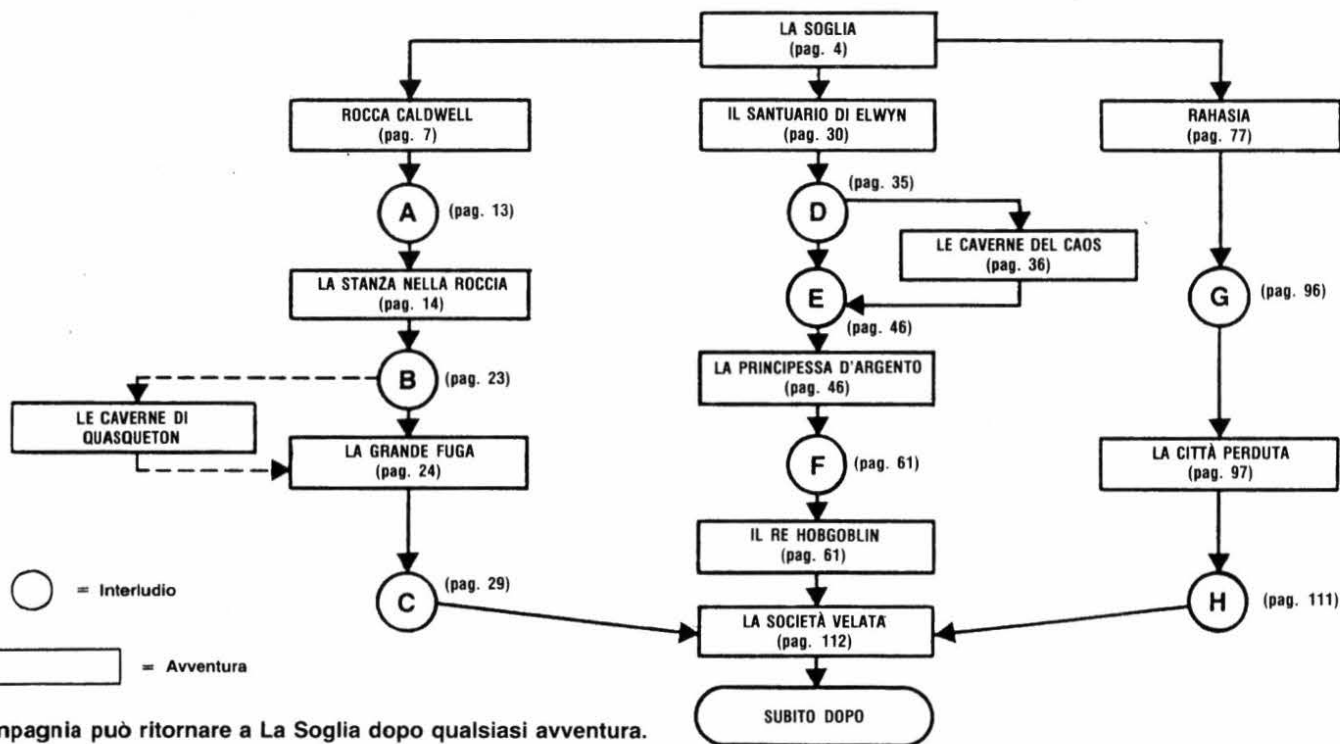 LA SOGLIA
(pag. 4)
ROCCA CALDWELL
(pag. 7)
IL SANTUARIO DI ELWYN
(pag. 30)
RAHASIA
(pag. 77)
A
(pag. 13)
D
(pag. 35)
LE CAVERNE DEL CAOS
(pag. 36)
LA STANZA NELLA ROCCIA
(pag. 14)
E
(pag. 46)
G
(pag. 96)
B
(pag. 23)
LA PRINCIPESSA D'ARGENTO
(pag. 46)
LE CAVERNE DI
QUASQUETON
LA GRANDE FUGA
(pag. 24)
F
(pag. 61)
LA CITTÀ PERDUTA
(pag. 97)
IL RE HOBGOBLIN
(pag. 61)
C
(pag. 29)
H
(pag. 111)
= Interludio
LA SOCIETÀ VELATA
(pag. 112)
= Avventura
SUBITO DOPO
mpagnia può ritornare a La Soglia dopo qualsiasi avventura.